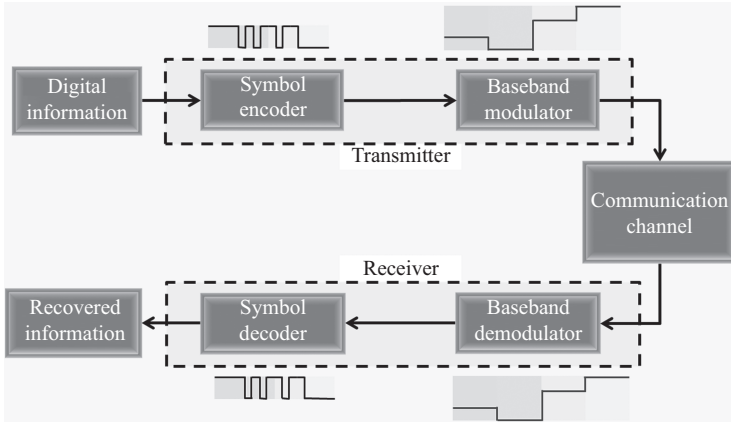 Digital
information
Symbol
encoder
Baseband
modulator
Transmitter
Communication
channel
Receiver
Recovered
information
Symbol
decoder
Baseband
demodulator